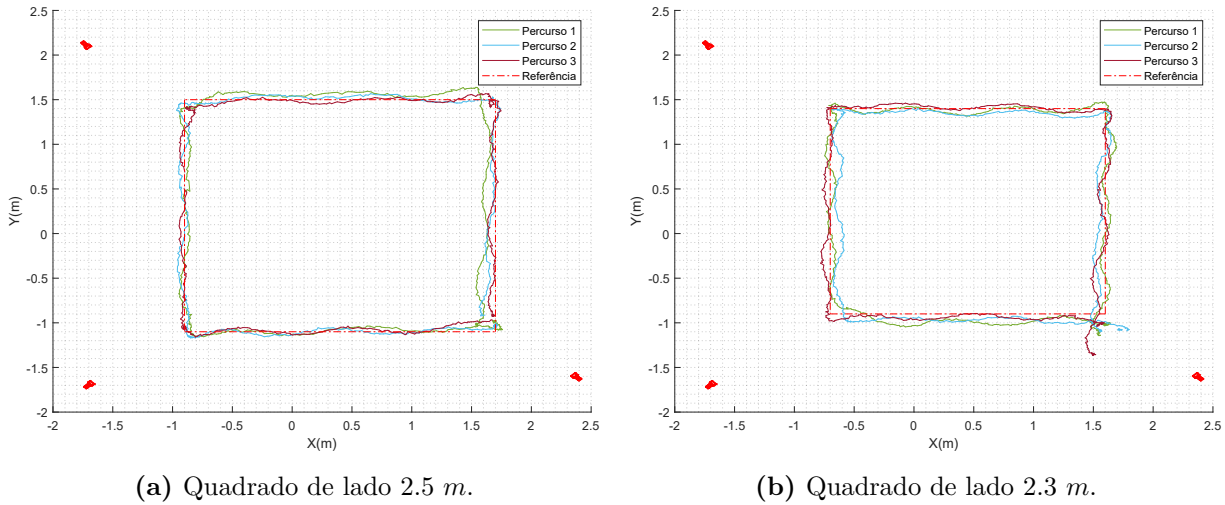 2.5
2
1.5
1
0.5
0
-0.5
-1
-1.5
-2
Y(m)
-2 -1.5 -1 -0.5 0 0.5 1 1.5 2 2.5
X(m)
Percurso 1
Percurso 2
Percurso 3
Referência
(a) Quadrado de lado 2.5 m.
2.5
2
1.5
1
0.5
0
-0.5
-1
-1.5
-2
Y(m)
-2 -1.5 -1 -0.5 0 0.5 1 1.5 2 2.5
X(m)
Percurso 1
Percurso 2
Percurso 3
Referência
(b) Quadrado de lado 2.3 m.